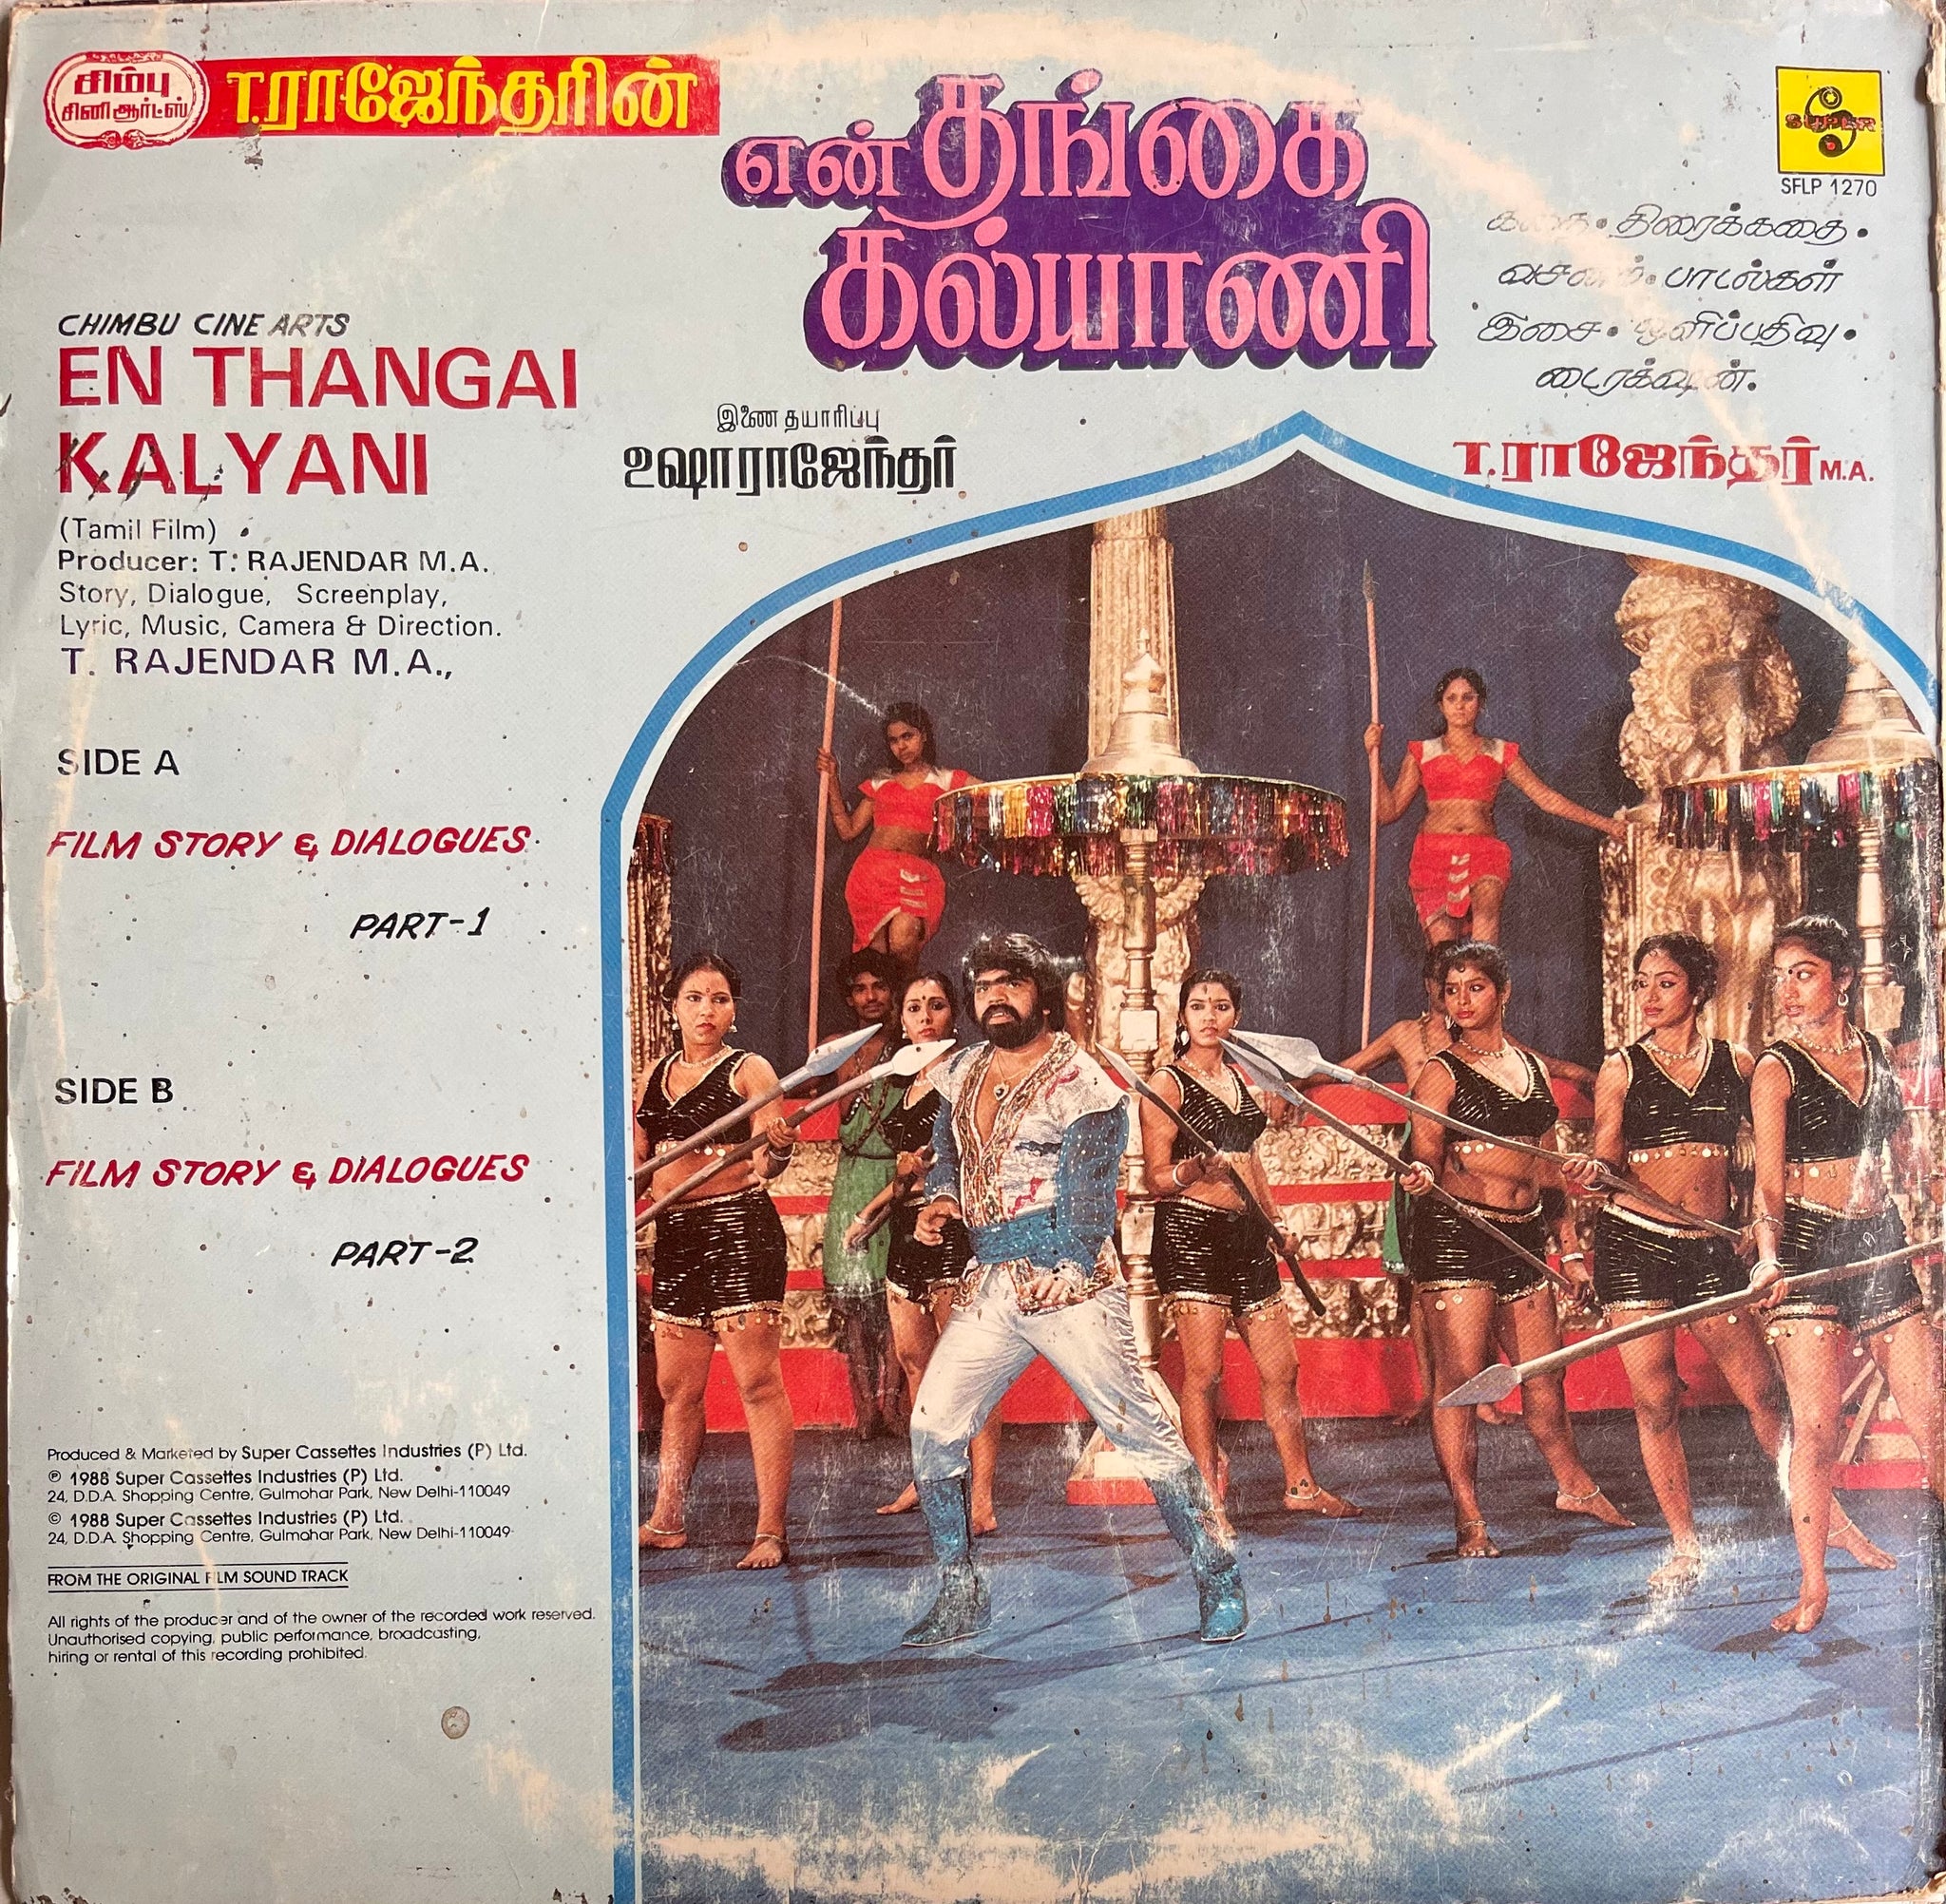 சிம்பு
சினி ஆர்ட்ஸ்
T.ராஜேந்தரின்
என் தங்கை
கல்யாணி
SUPER
SFLP 1270
கதை • திரைக்கதை •
வசனம் • பாடல்கள்
இசை • ஒளிப்பதிவு •
டைரக்‌ஷன்.
T.ராஜேந்தர் M.A.
இணை தயாரிப்பு
உஷா ராஜேந்தர்
CHIMBU CINE ARTS
EN THANGAI
KALYANI
(Tamil Film)
Producer: T. RAJENDAR M.A.
Story, Dialogue, Screenplay,
Lyric, Music, Camera & Direction.
T. RAJENDAR M.A.,
SIDE A
FILM STORY & DIALOGUES
PART-1
SIDE B
FILM STORY & DIALOGUES
PART-2
Produced & Marketed by Super Cassettes Industries (P) Ltd.
℗ 1988 Super Cassettes Industries (P) Ltd.
24, D.D.A. Shopping Centre, Gulmohar Park, New Delhi-110049
© 1988 Super Cassettes Industries (P) Ltd.
24, D.D.A. Shopping Centre, Gulmohar Park, New Delhi-110049
FROM THE ORIGINAL FILM SOUND TRACK
All rights of the producer and of the owner of the recorded work reserved.
Unauthorised copying, public performance, broadcasting,
hiring or rental of this recording prohibited.